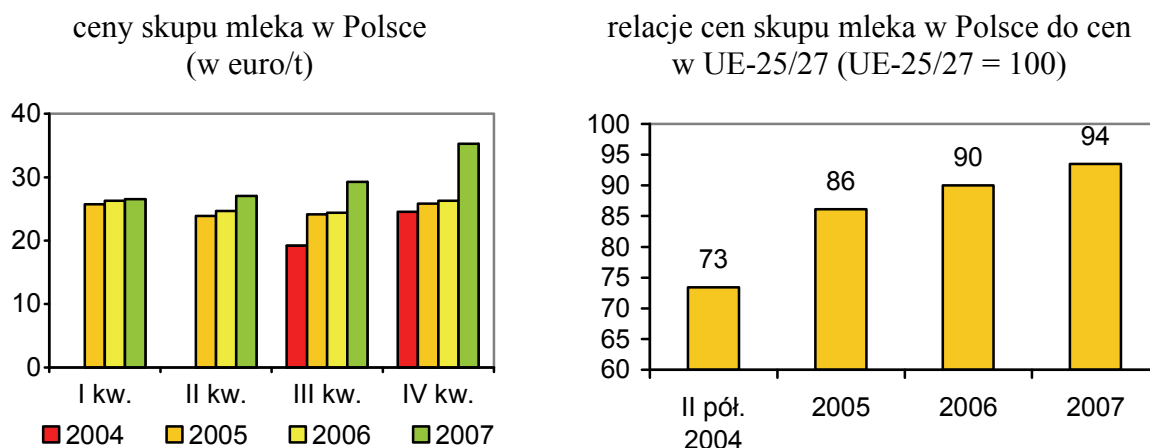 ceny skupu mleka w Polsce
(w euro/t)
40
30
20
10
0
I kw.
II kw.
III kw.
IV kw.
2004
2005
2006
2007
relacje cen skupu mleka w Polsce do cen
w UE-25/27 (UE-25/27 = 100)
100
95
90
85
80
75
70
65
60
73
86
90
94
II pół.
2004
2005
2006
2007